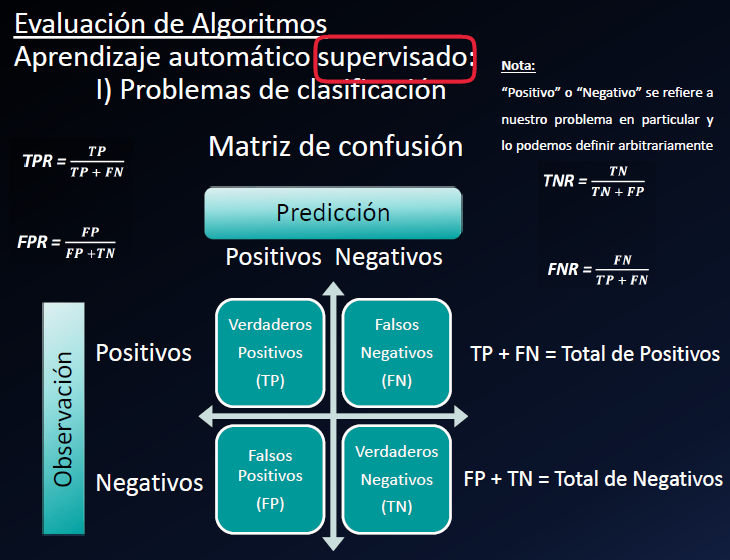 Evaluación de Algoritmos
Aprendizaje automático supervisado:
I) Problemas de clasificación
Nota:
“Positivo” o “Negativo” se refiere a
nuestro problema en particular y
lo podemos definir arbitrariamente
Matriz de confusión
TPR = TP / TP + FN
FPR = FP / FP +TN
TNR = TN / TN + FP
FNR = FN / TP + FN
Predicción
Positivos Negativos
Observación
Positivos
Verdaderos
Positivos
(TP)
Falsos
Negativos
(FN)
TP + FN = Total de Positivos
Negativos
Falsos
Positivos
(FP)
Verdaderos
Negativos
(TN)
FP + TN = Total de Negativos